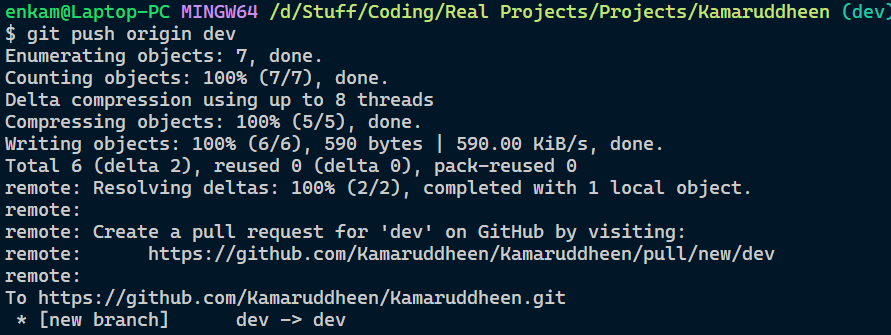 enkam@Laptop-PC MINGW64 /d/Stuff/Coding/Real Projects/Projects/Kamaruddheen (dev)
$ git push origin dev
Enumerating objects: 7, done.
Counting objects: 100% (7/7), done.
Delta compression using up to 8 threads
Compressing objects: 100% (5/5), done.
Writing objects: 100% (6/6), 590 bytes | 590.00 KiB/s, done.
Total 6 (delta 2), reused 0 (delta 0), pack-reused 0
remote: Resolving deltas: 100% (2/2), completed with 1 local object.
remote:
remote: Create a pull request for 'dev' on GitHub by visiting:
remote:      https://github.com/Kamaruddheen/Kamaruddheen/pull/new/dev
remote:
To https://github.com/Kamaruddheen/Kamaruddheen.git
 * [new branch]      dev -> dev